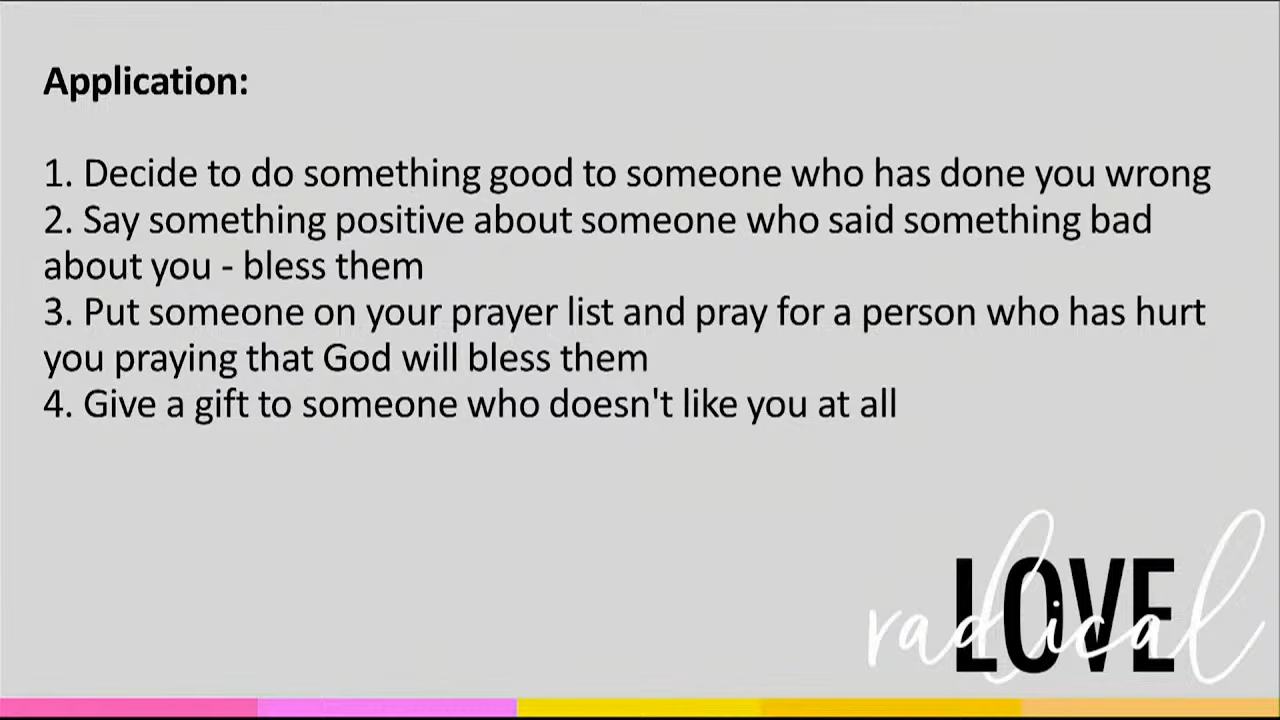 Application:
1. Decide to do something good to someone who has done you wrong
2. Say something positive about someone who said something bad
about you - bless them
3. Put someone on your prayer list and pray for a person who has hurt
you praying that God will bless them
4. Give a gift to someone who doesn't like you at all
radical
LOVE